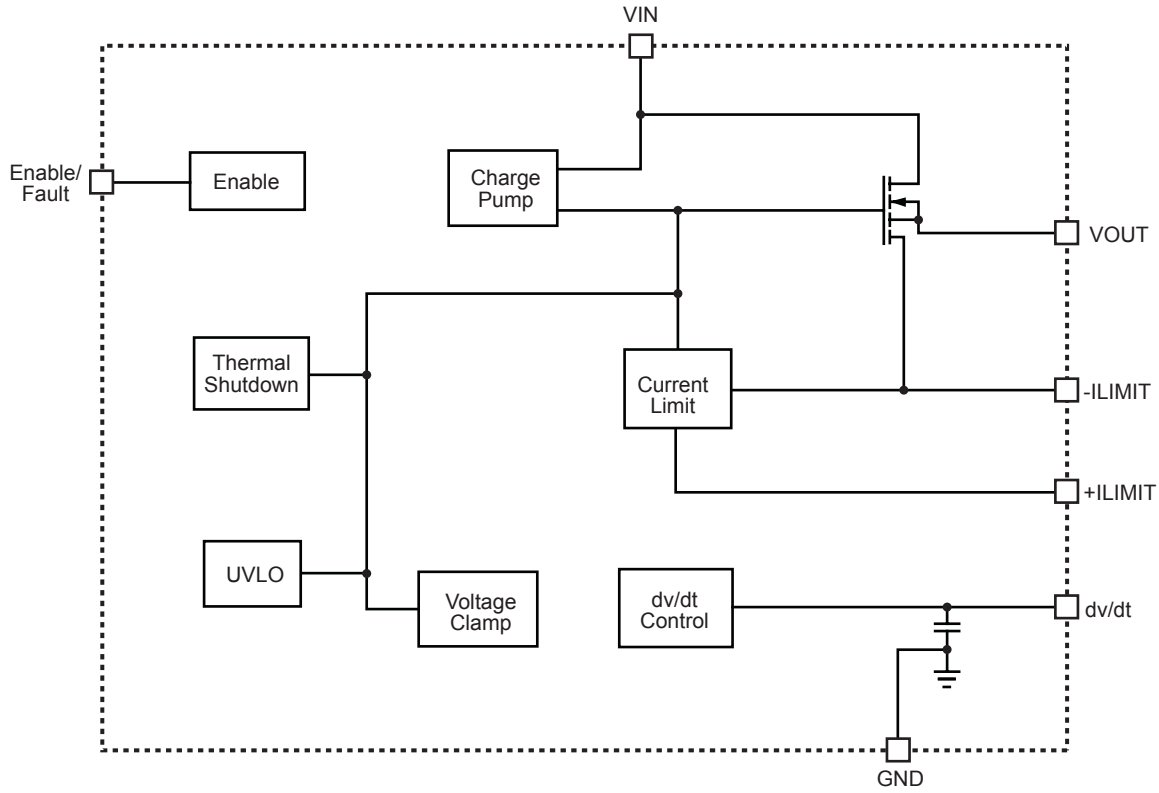 VIN
Enable/
Fault
Enable
Charge
Pump
VOUT
Thermal
Shutdown
Current
Limit
-ILIMIT
+ILIMIT
UVLO
Voltage
Clamp
dv/dt
Control
dv/dt
GND